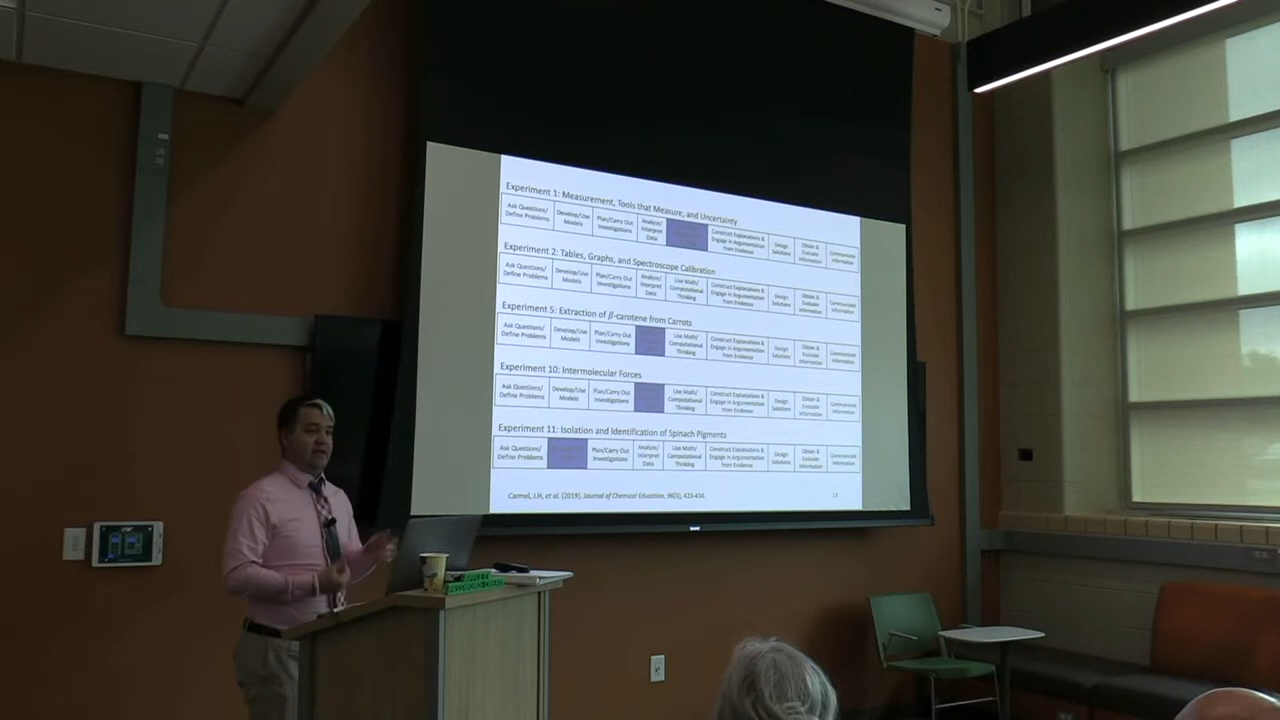 Experiment 1: Measurement, Tools that Measure, and Uncertainty
Ask Questions/ Define Problems
Develop/Use Models
Plan/Carry Out Investigations
Analyze/ Interpret Data
Construct Explanations & Engage in Argumentation from Evidence
Design Solutions
Obtain & Evaluate Information
Communicate Information
Experiment 2: Tables, Graphs, and Spectroscope Calibration
Ask Questions/ Define Problems
Develop/Use Models
Plan/Carry Out Investigations
Analyze/ Interpret Data
Use Math/ Computational Thinking
Construct Explanations & Engage in Argumentation from Evidence
Design Solutions
Obtain & Evaluate Information
Communicate Information
Experiment 5: Extraction of β-carotene from Carrots
Ask Questions/ Define Problems
Develop/Use Models
Plan/Carry Out Investigations
Use Math/ Computational Thinking
Construct Explanations & Engage in Argumentation from Evidence
Design Solutions
Obtain & Evaluate Information
Communicate Information
Experiment 10: Intermolecular Forces
Ask Questions/ Define Problems
Develop/Use Models
Plan/Carry Out Investigations
Use Math/ Computational Thinking
Construct Explanations & Engage in Argumentation from Evidence
Design Solutions
Obtain & Evaluate Information
Communicate Information
Experiment 11: Isolation and Identification of Spinach Pigments
Ask Questions/ Define Problems
Plan/Carry Out Investigations
Analyze/ Interpret Data
Use Math/ Computational Thinking
Construct Explanations & Engage in Argumentation from Evidence
Design Solutions
Obtain & Evaluate Information
Communicate Information
Carmel, J.H, et al. (2019). Journal of Chemical Education, 96(3), 423-434.
14
APPLE TV
PASSWORD-CREATE